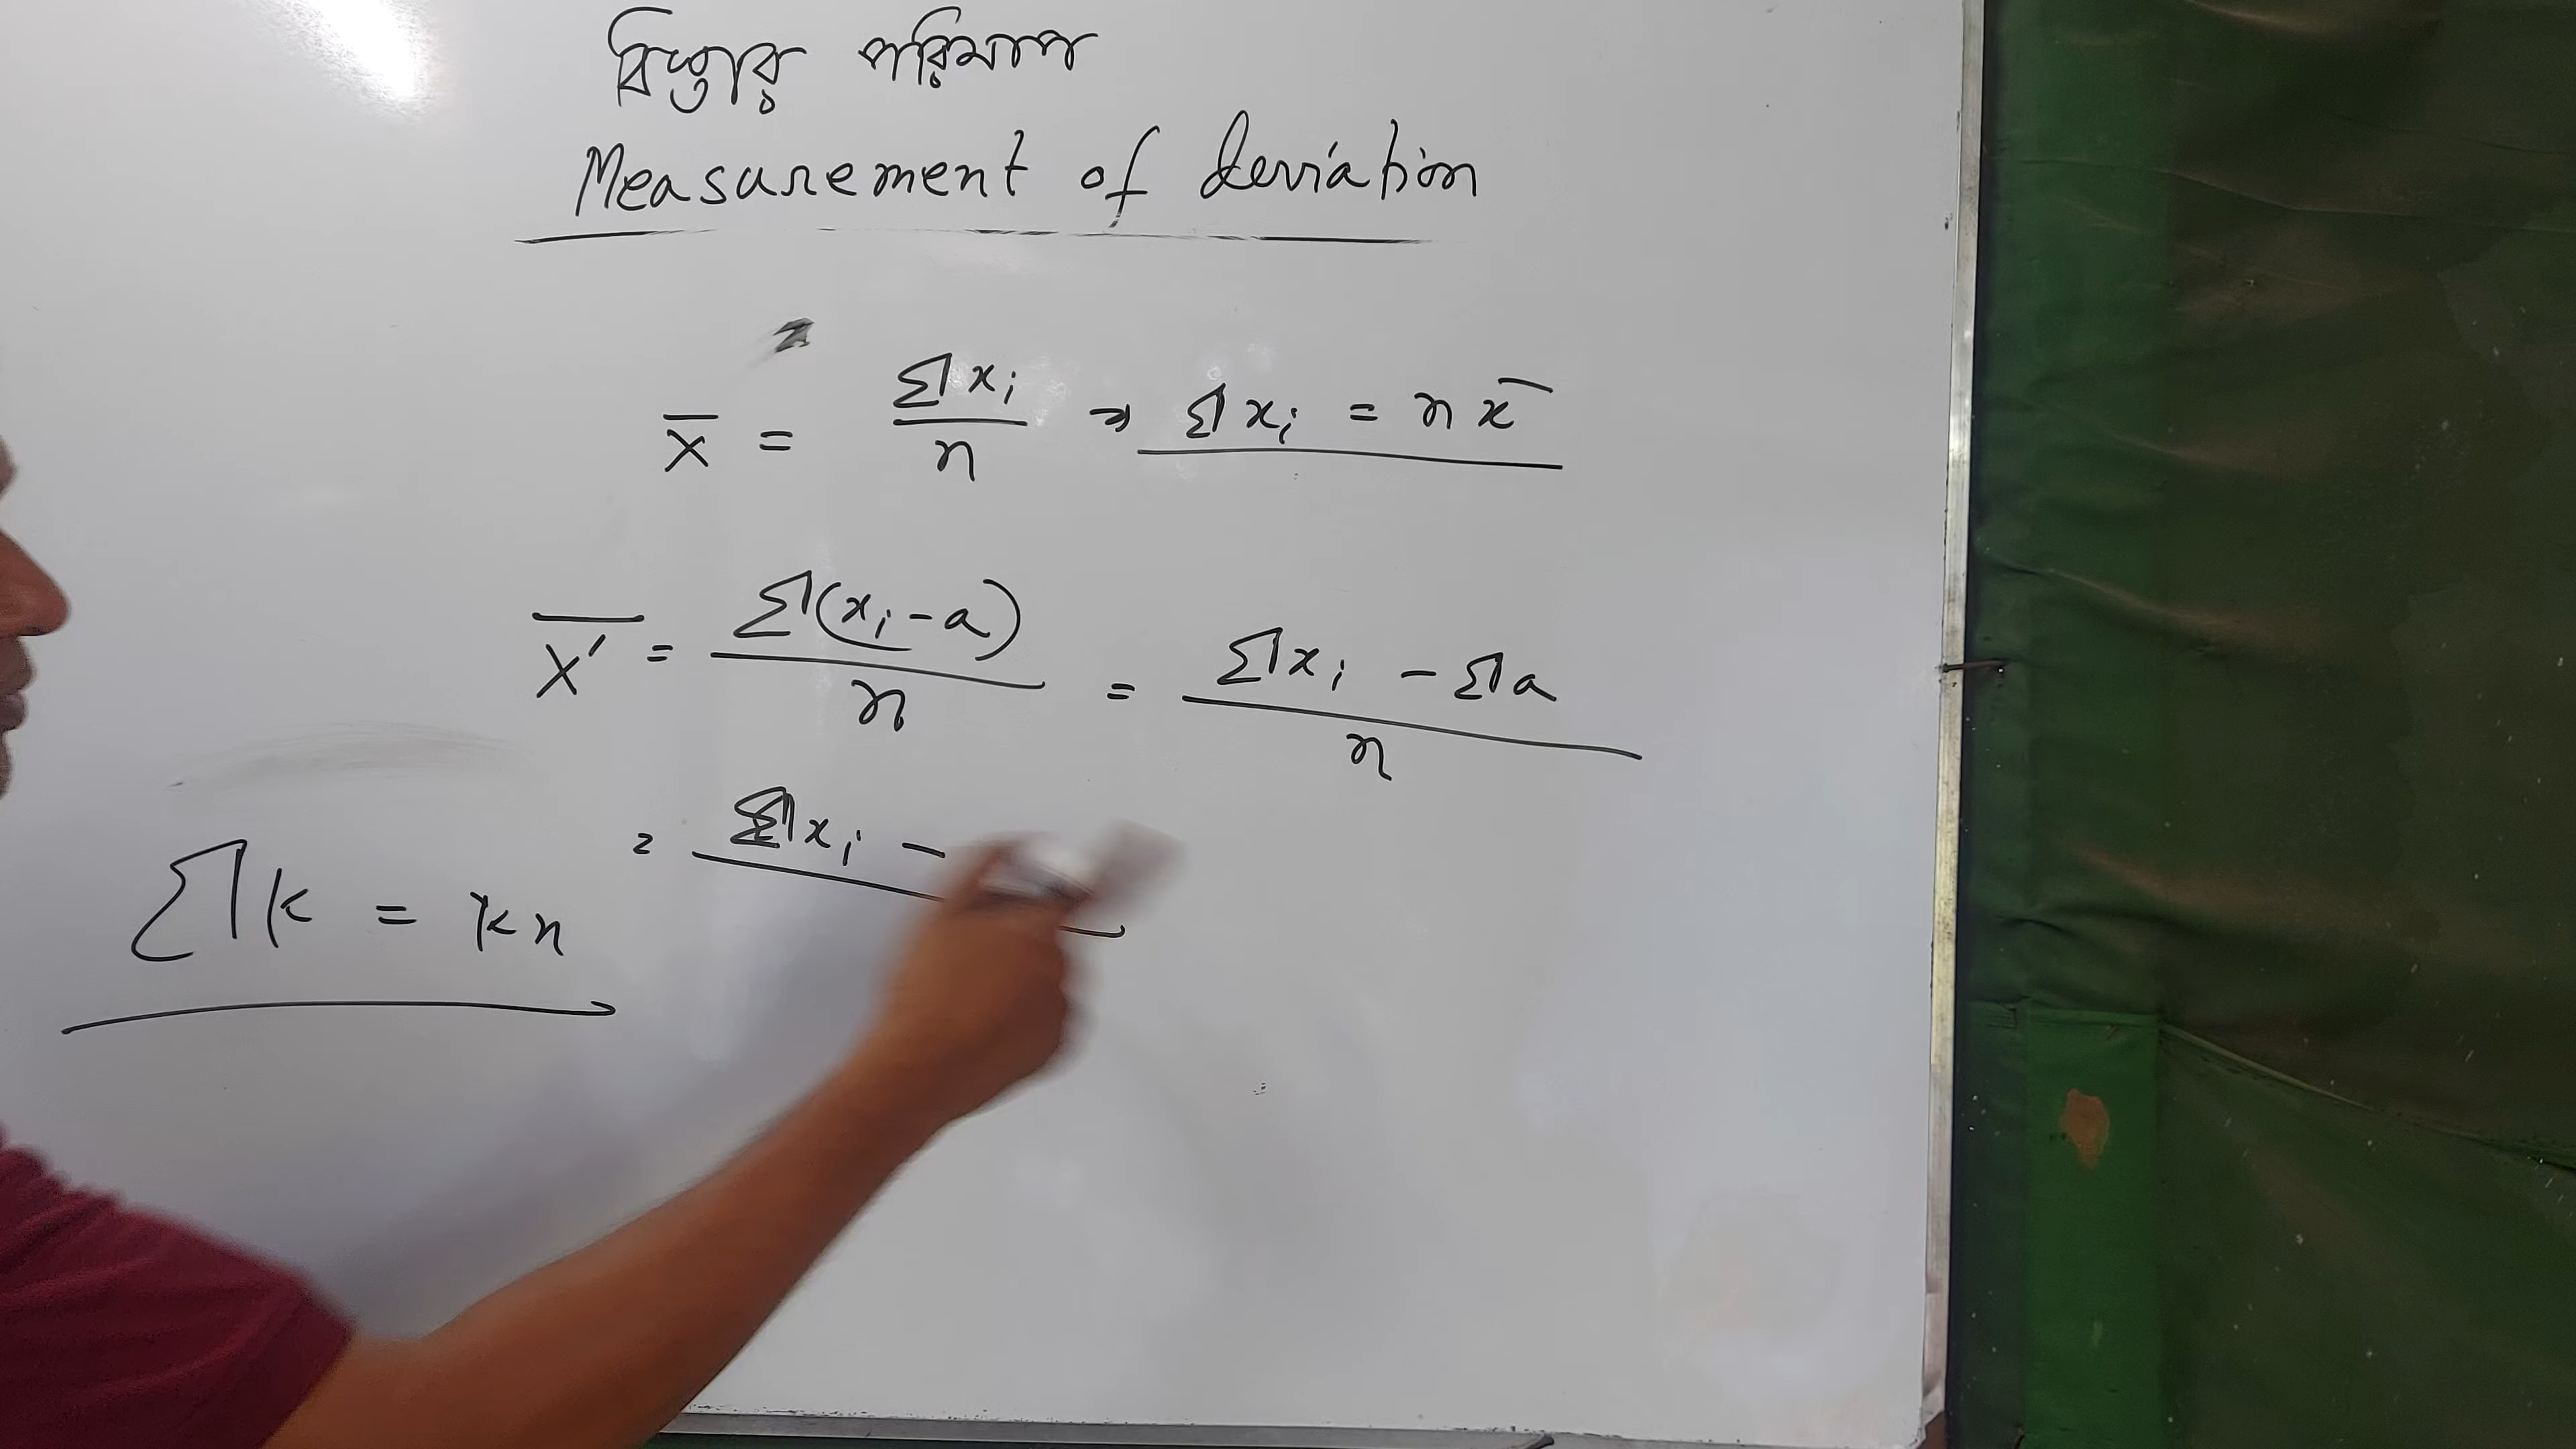 বিস্তার পরিমাপ
Measurement of deviation
x̄ = Σxᵢ / n ⇒ Σxᵢ = n x̄
x̄′ = Σ(xᵢ - a) / n = (Σxᵢ - Σa) / n
= Σxᵢ -
Σk = kn